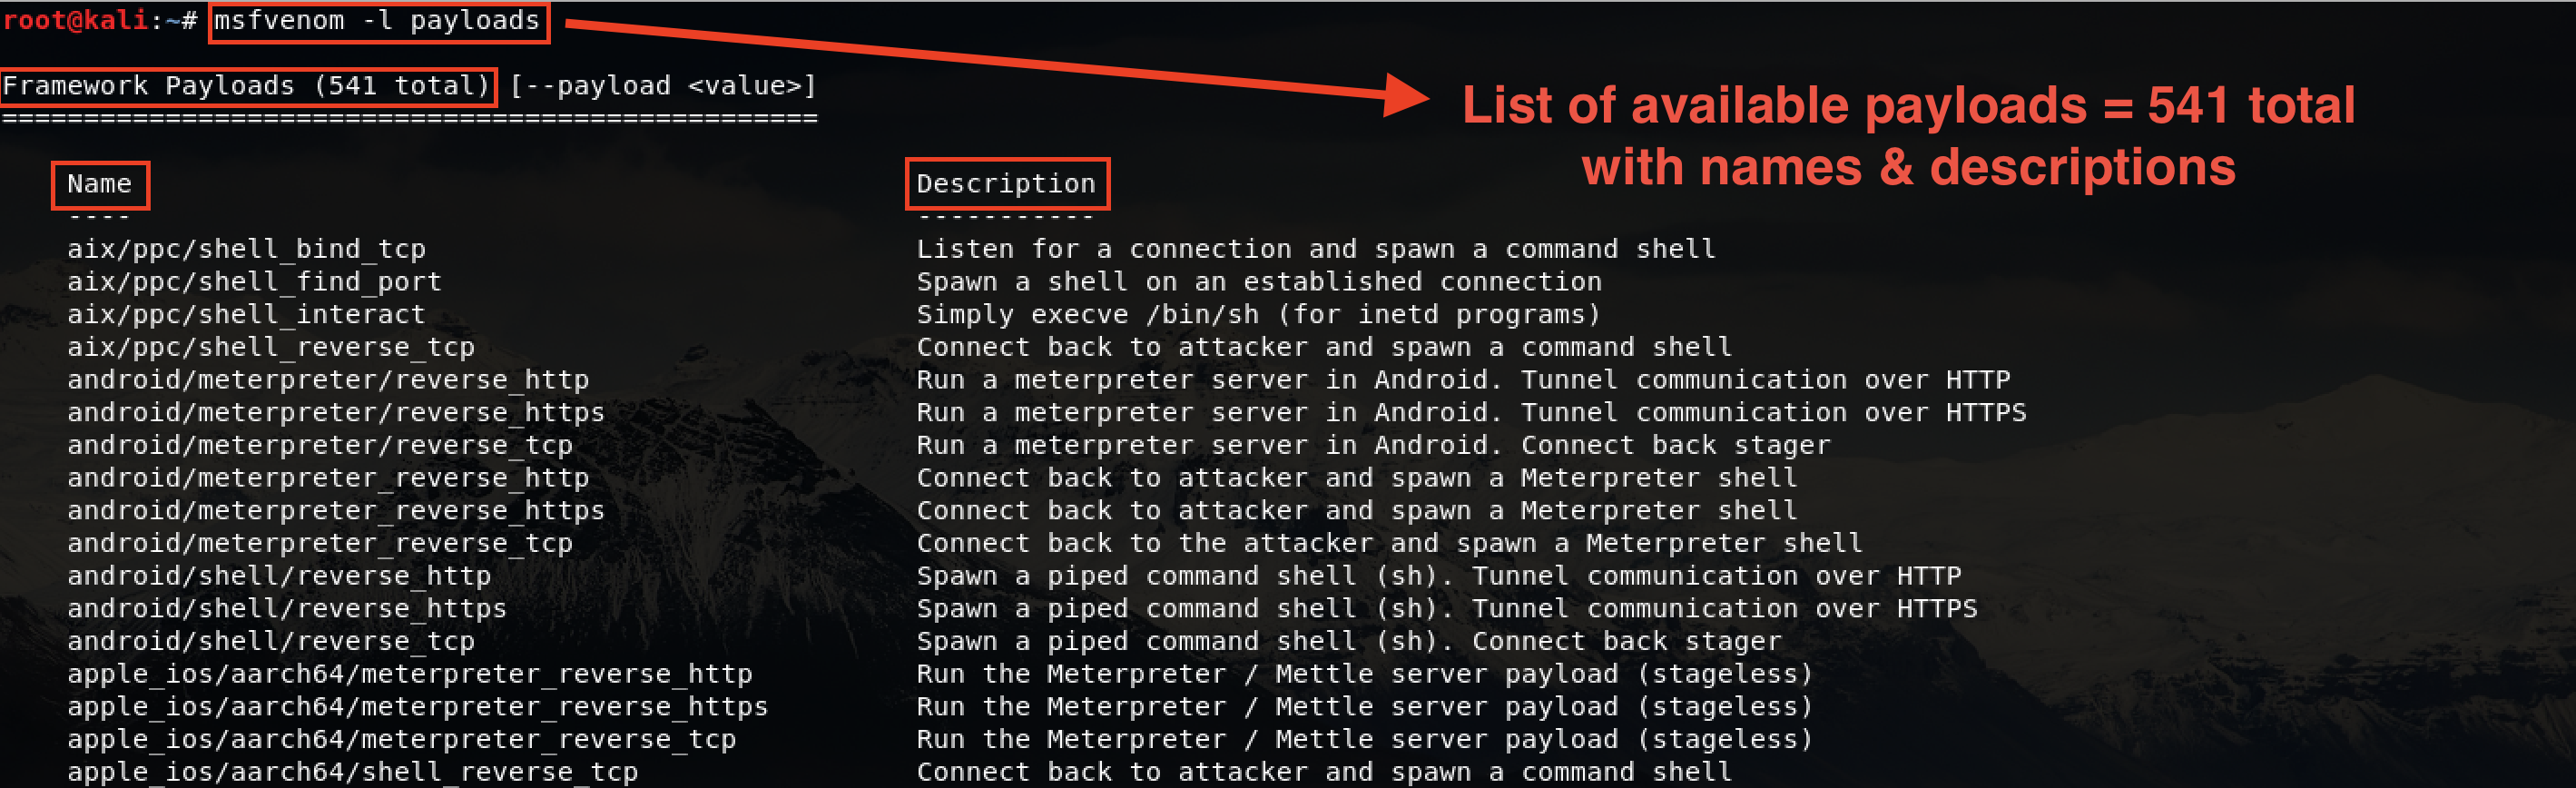 root@kali:~# msfvenom -l payloads
Framework Payloads (541 total) [--payload <value>]
==================================================
List of available payloads = 541 total
with names & descriptions
Name Description
---- -----------
aix/ppc/shell_bind_tcp Listen for a connection and spawn a command shell
aix/ppc/shell_find_port Spawn a shell on an established connection
aix/ppc/shell_interact Simply execve /bin/sh (for inetd programs)
aix/ppc/shell_reverse_tcp Connect back to attacker and spawn a command shell
android/meterpreter/reverse_http Run a meterpreter server in Android. Tunnel communication over HTTP
android/meterpreter/reverse_https Run a meterpreter server in Android. Tunnel communication over HTTPS
android/meterpreter/reverse_tcp Run a meterpreter server in Android. Connect back stager
android/meterpreter_reverse_http Connect back to attacker and spawn a Meterpreter shell
android/meterpreter_reverse_https Connect back to attacker and spawn a Meterpreter shell
android/meterpreter_reverse_tcp Connect back to the attacker and spawn a Meterpreter shell
android/shell/reverse_http Spawn a piped command shell (sh). Tunnel communication over HTTP
android/shell/reverse_https Spawn a piped command shell (sh). Tunnel communication over HTTPS
android/shell/reverse_tcp Spawn a piped command shell (sh). Connect back stager
apple_ios/aarch64/meterpreter_reverse_http Run the Meterpreter / Mettle server payload (stageless)
apple_ios/aarch64/meterpreter_reverse_https Run the Meterpreter / Mettle server payload (stageless)
apple_ios/aarch64/meterpreter_reverse_tcp Run the Meterpreter / Mettle server payload (stageless)
apple_ios/aarch64/shell_reverse_tcp Connect back to attacker and spawn a command shell